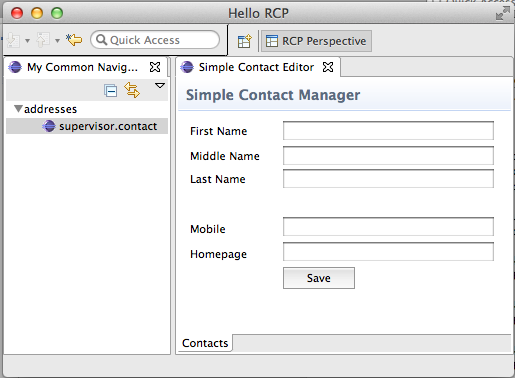 Hello RCP
Quick Access
RCP Perspective
My Common Navig...
addresses
supervisor.contact
Simple Contact Editor
Simple Contact Manager
First Name
Middle Name
Last Name
Mobile
Homepage
Save
Contacts